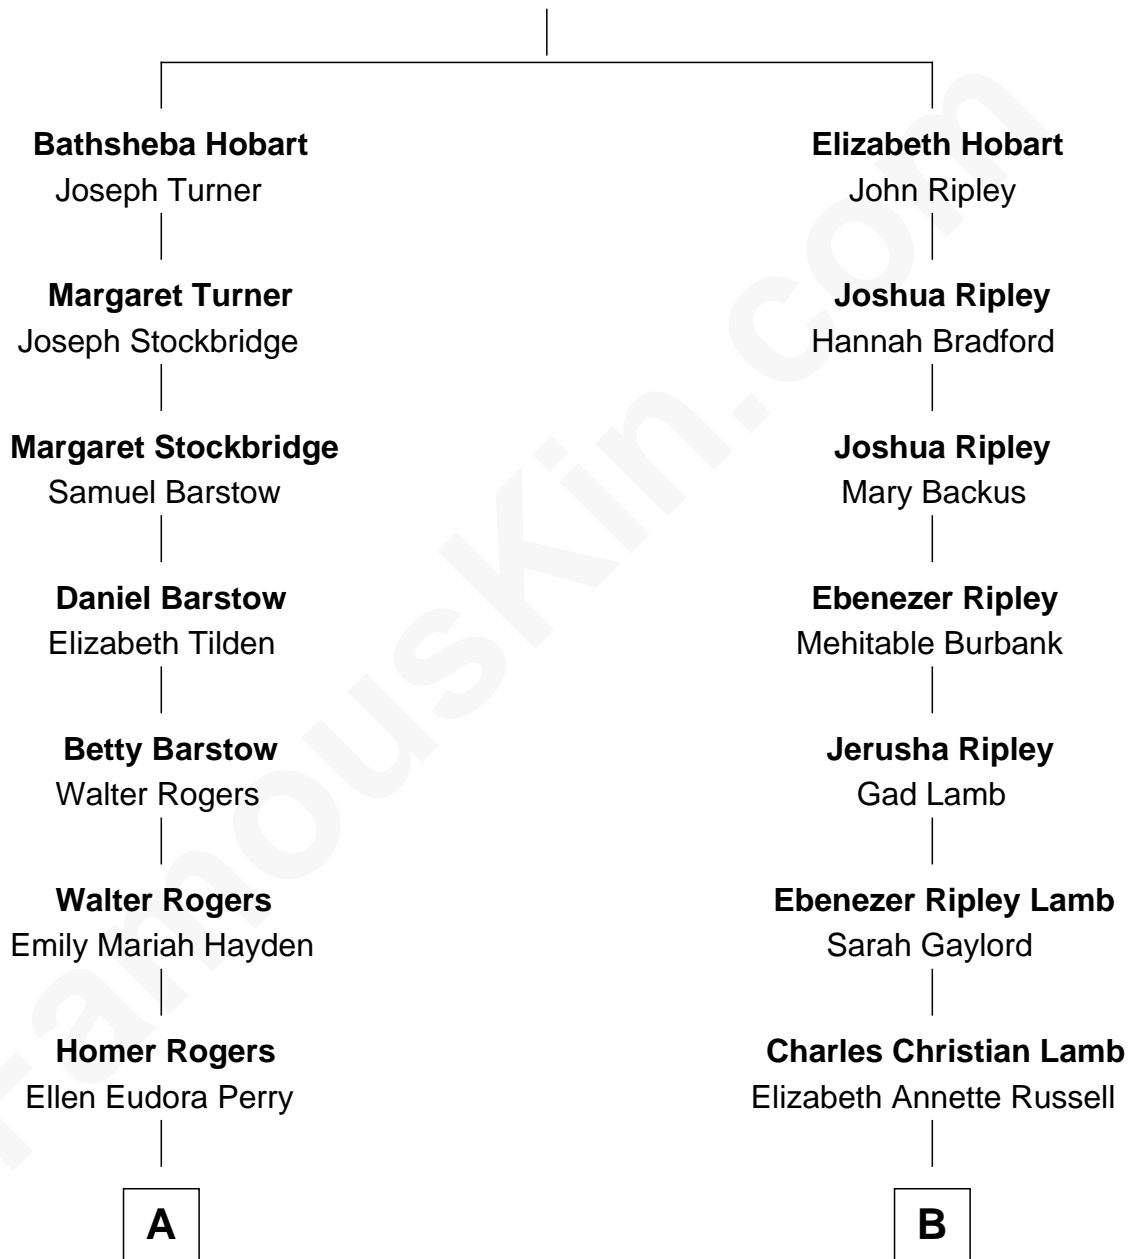 Bathsheba Hobart
Joseph Turner
Elizabeth Hobart
John Ripley
Margaret Turner
Joseph Stockbridge
Joshua Ripley
Hannah Bradford
Margaret Stockbridge
Samuel Barstow
Joshua Ripley
Mary Backus
Daniel Barstow
Elizabeth Tilden
Ebenezer Ripley
Mehitable Burbank
Betty Barstow
Walter Rogers
Jerusha Ripley
Gad Lamb
Walter Rogers
Emily Mariah Hayden
Ebenezer Ripley Lamb
Sarah Gaylord
Homer Rogers
Ellen Eudora Perry
Charles Christian Lamb
Elizabeth Annette Russell
A
B
FamousKin.com